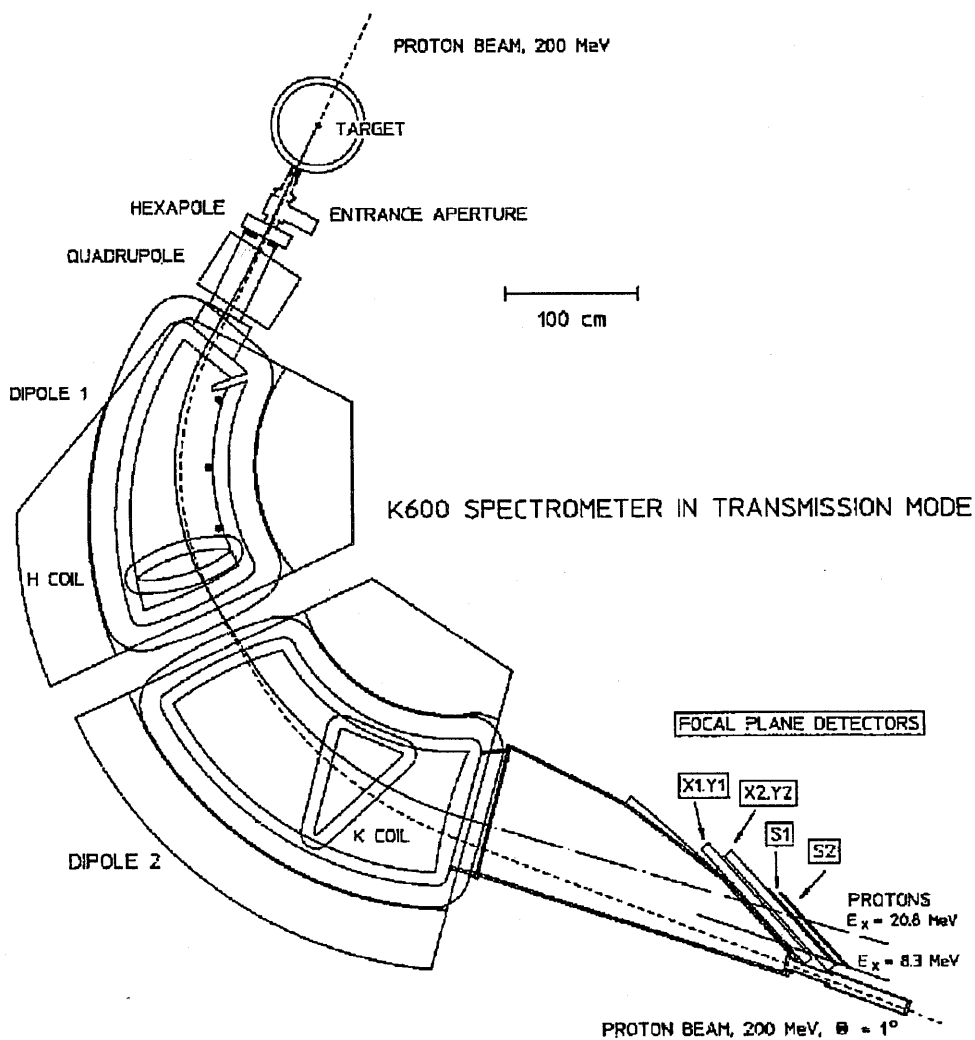 PROTON BEAM, 200 MeV
TARGET
HEXAPOLE
ENTRANCE APERTURE
QUADRUPOLE
100 cm
DIPOLE 1
K600 SPECTROMETER IN TRANSMISSION MODE
H COIL
FOCAL PLANE DETECTORS
X1.Y1
X2.Y2
S1
S2
K COIL
DIPOLE 2
PROTONS
Ex = 20.8 MeV
Ex = 8.3 MeV
PROTON BEAM, 200 MeV, Θ = 1°